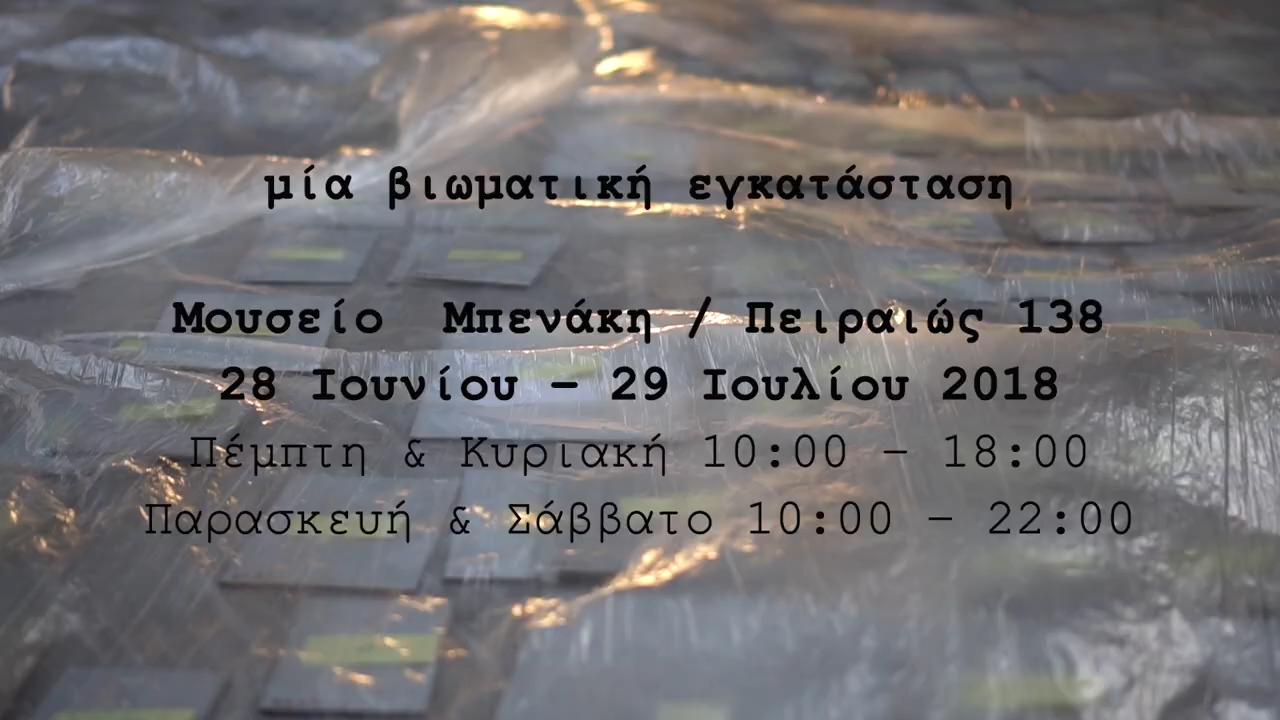 μία βιωματική εγκατάσταση
Μουσείο Μπενάκη / Πειραιώς 138
28 Ιουνίου – 29 Ιουλίου 2018
Πέμπτη & Κυριακή 10:00 – 18:00
Παρασκευή & Σάββατο 10:00 – 22:00